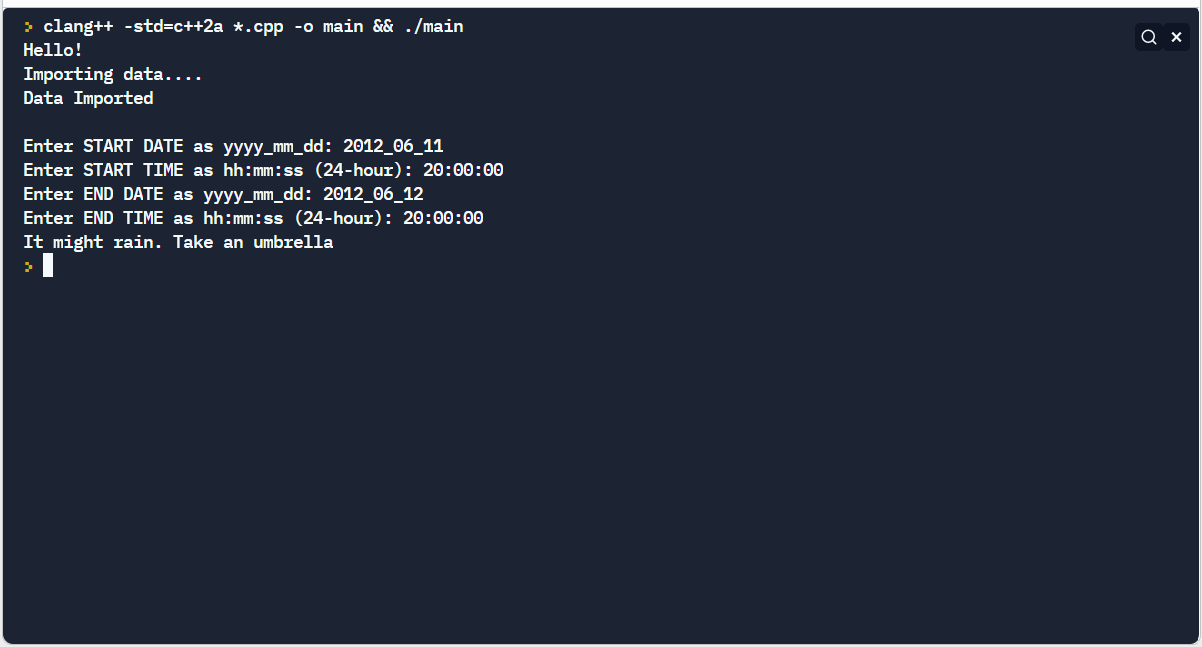 > clang++ -std=c++2a *.cpp -o main && ./main
Hello!
Importing data....
Data Imported
Enter START DATE as yyyy_mm_dd: 2012_06_11
Enter START TIME as hh:mm:ss (24-hour): 20:00:00
Enter END DATE as yyyy_mm_dd: 2012_06_12
Enter END TIME as hh:mm:ss (24-hour): 20:00:00
It might rain. Take an umbrella
>